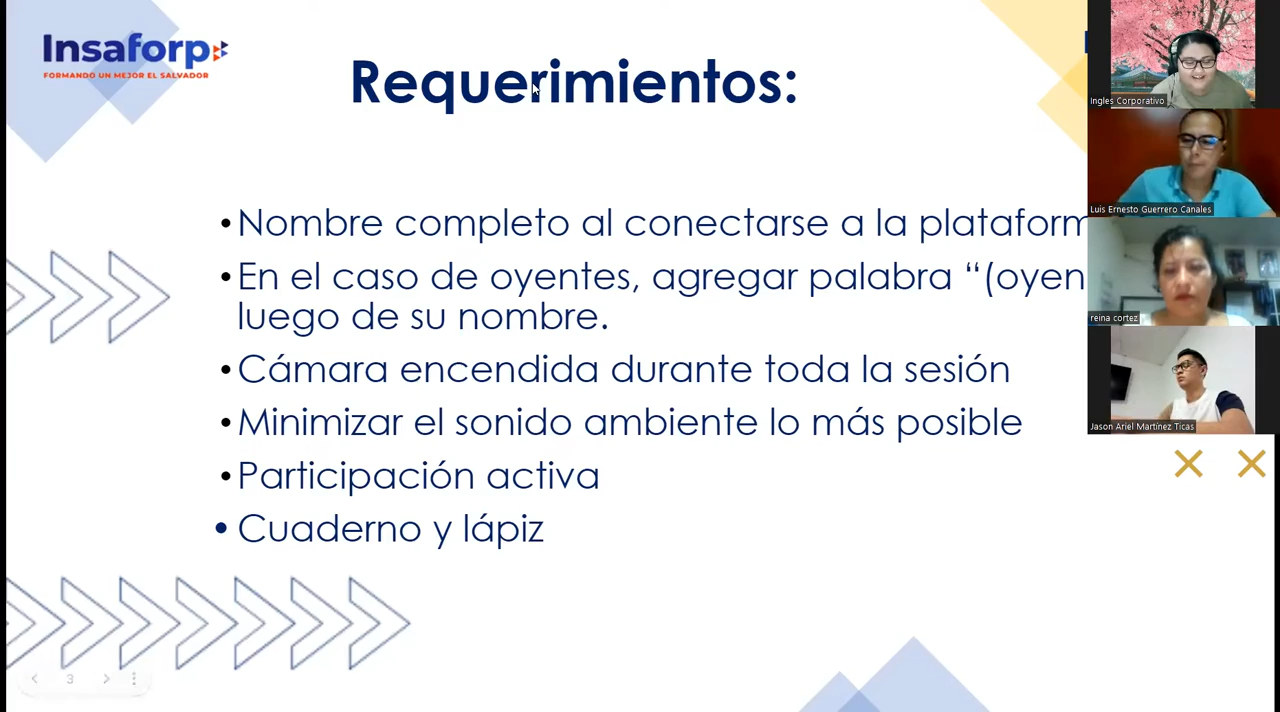 Insaforp
FORMANDO UN MEJOR EL SALVADOR
Requerimientos:
•Nombre completo al conectarse a la plataform
•En el caso de oyentes, agregar palabra “(oyen
luego de su nombre.
•Cámara encendida durante toda la sesión
•Minimizar el sonido ambiente lo más posible
•Participación activa
•Cuaderno y lápiz
3
Ingles Corporativo
Luis Ernesto Guerrero Canales
reina cortez
Jason Ariel Martínez Ticas